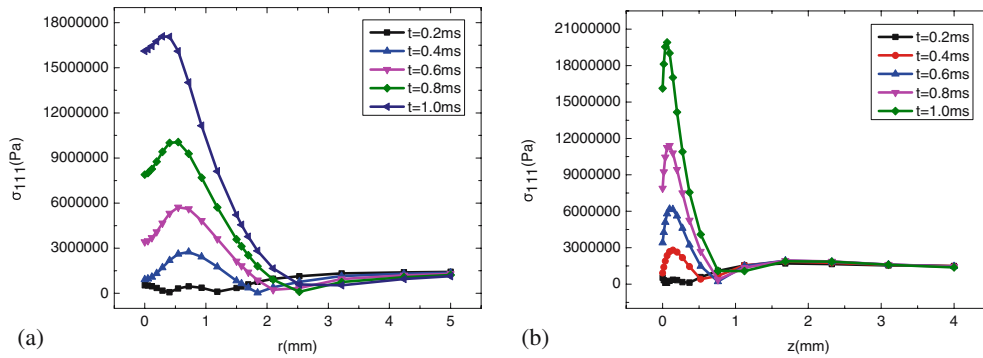 18000000
15000000
12000000
9000000
6000000
3000000
0
σ111(Pa)
t=0.2ms
t=0.4ms
t=0.6ms
t=0.8ms
t=1.0ms
0 1 2 3 4 5
r(mm)
(a)
21000000
18000000
15000000
12000000
9000000
6000000
3000000
0
σ111(Pa)
t=0.2ms
t=0.4ms
t=0.6ms
t=0.8ms
t=1.0ms
0 1 2 3 4
z(mm)
(b)